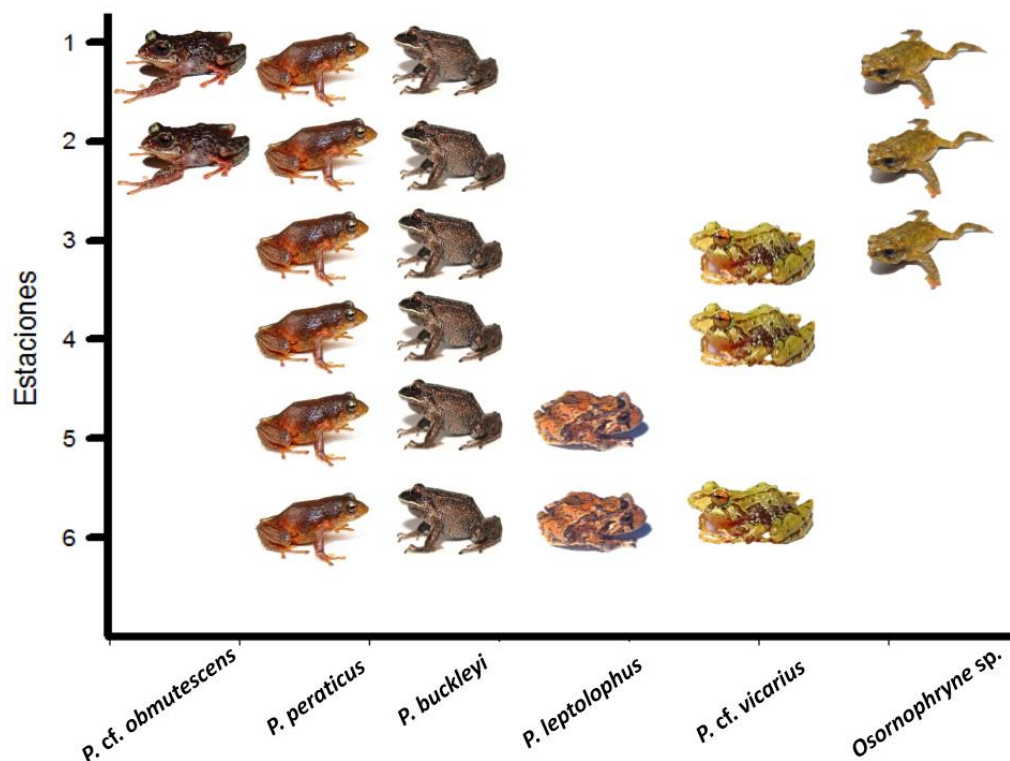 1
2
3
4
5
6
Estaciones
P. cf. obmutescens
P. peraticus
P. buckleyi
P. leptolophus
P. cf. vicarius
Osornophryne sp.